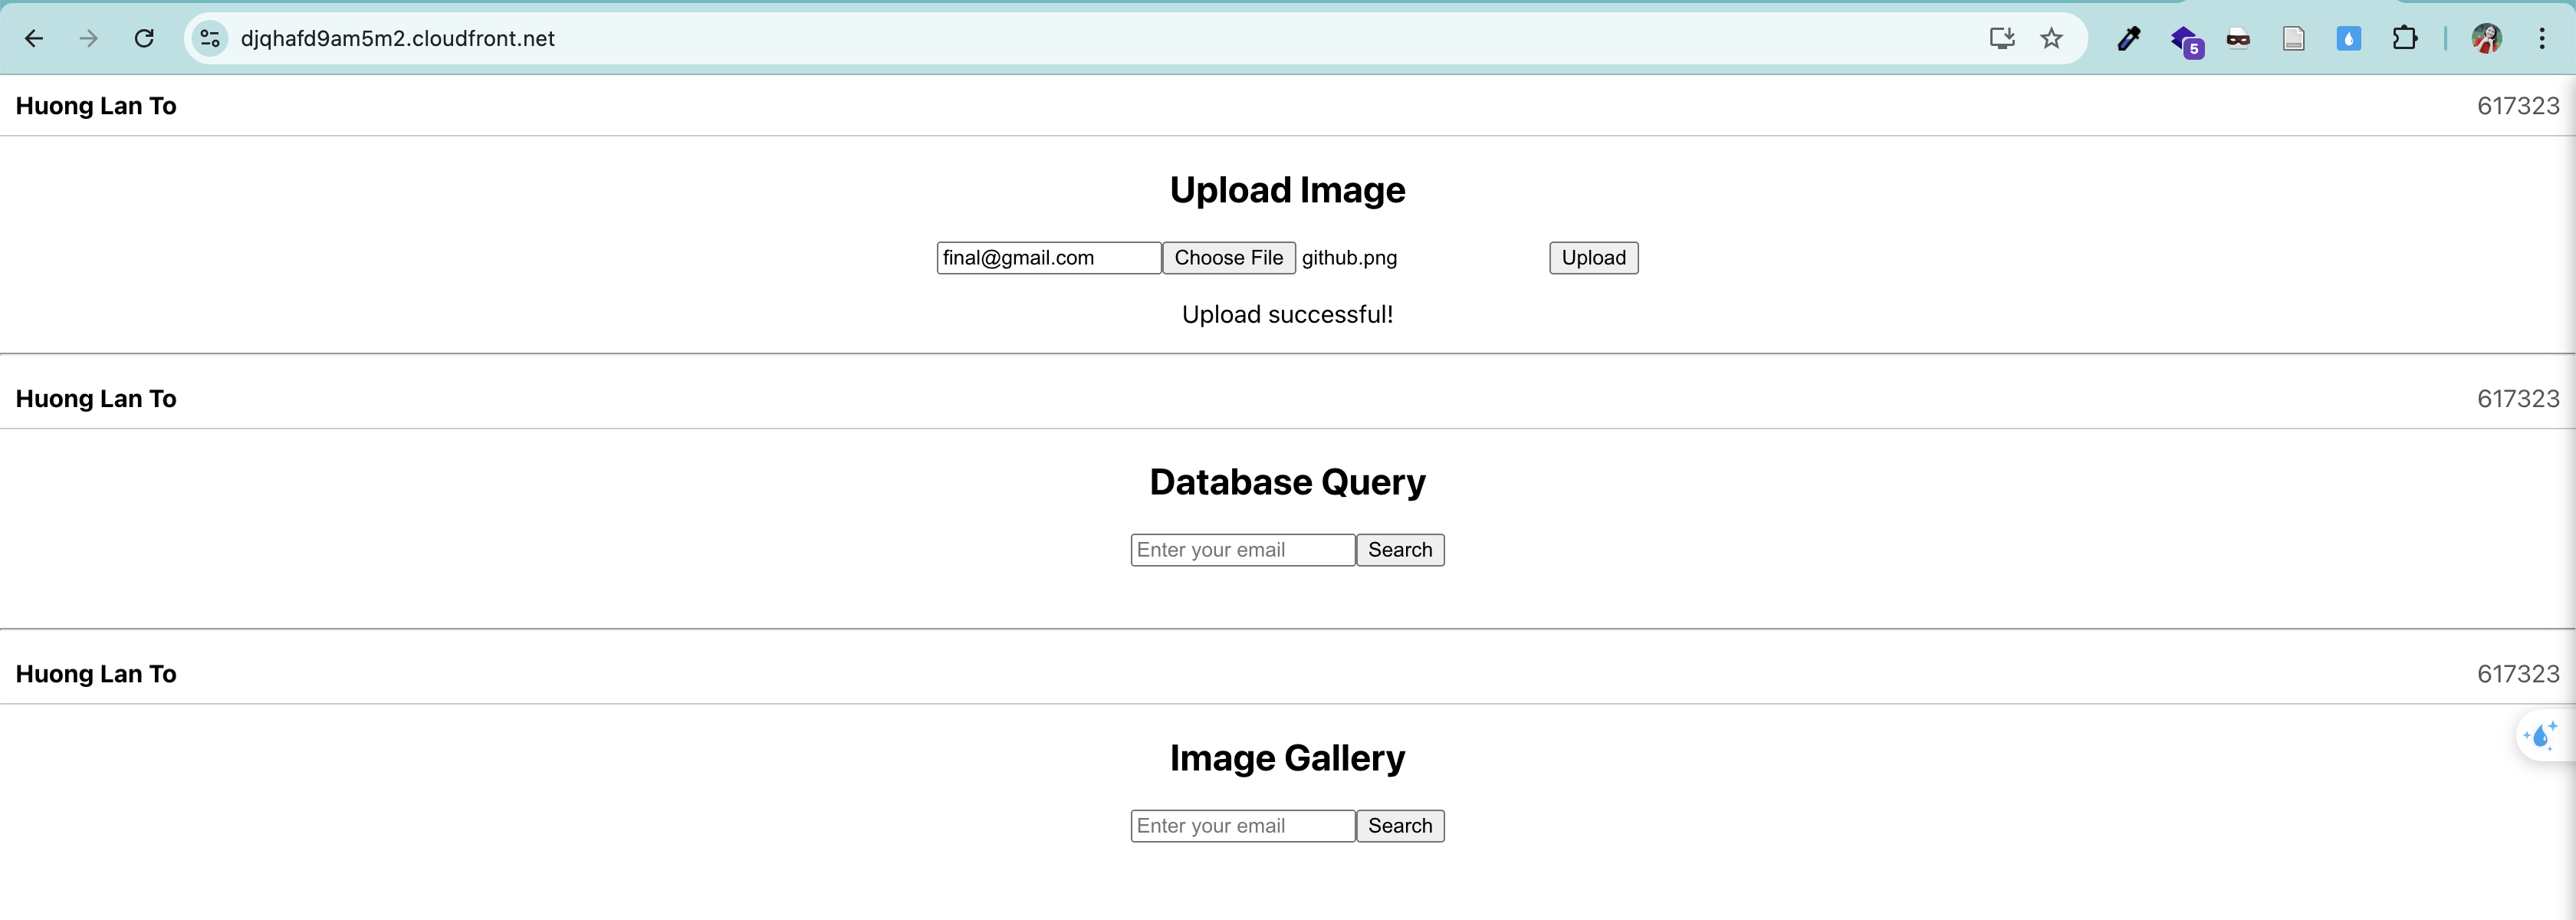 djqhafd9am5m2.cloudfront.net
5
Huong Lan To 617323
Upload Image
final@gmail.com Choose File github.png Upload
Upload successful!
Huong Lan To 617323
Database Query
Enter your email Search
Huong Lan To 617323
Image Gallery
Enter your email Search